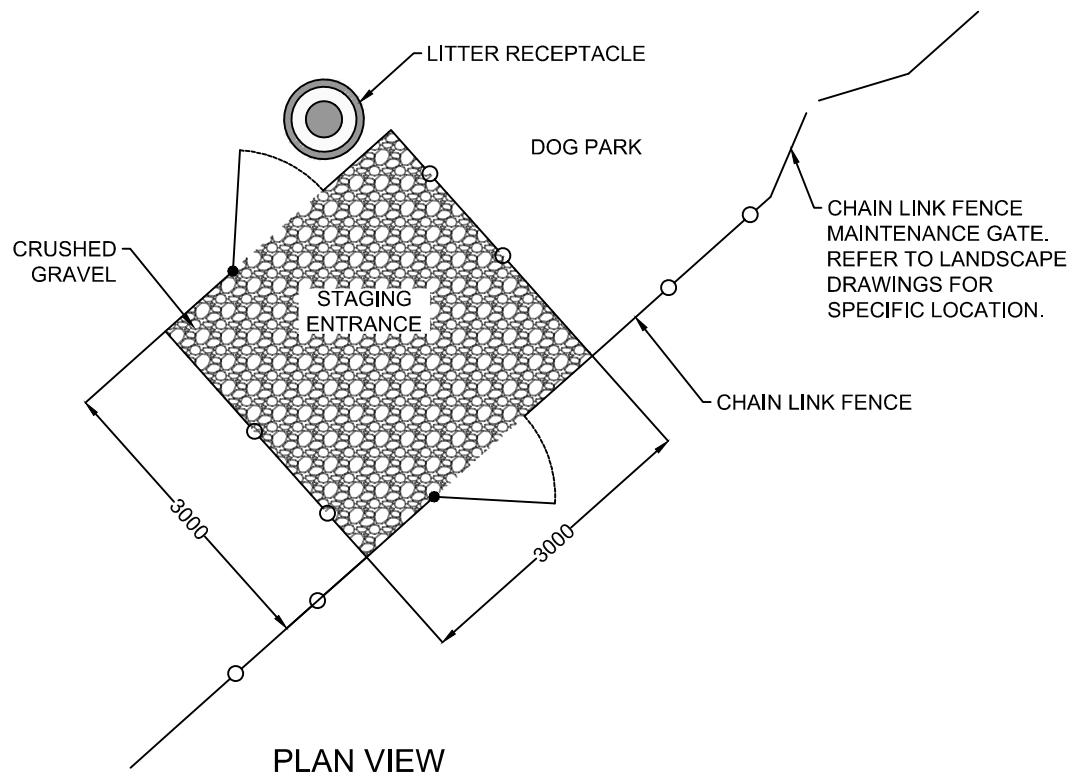 LITTER RECEPTACLE
DOG PARK
CRUSHED
GRAVEL
STAGING
ENTRANCE
CHAIN LINK FENCE
MAINTENANCE GATE.
REFER TO LANDSCAPE
DRAWINGS FOR
SPECIFIC LOCATION.
CHAIN LINK FENCE
3000
3000
PLAN VIEW